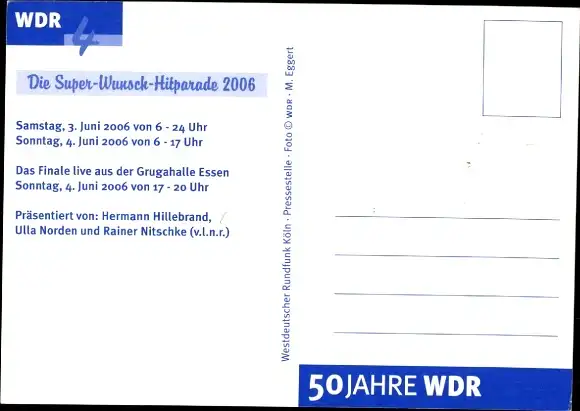 WDR 4
Die Super-Wunsch-Hitparade 2006
Samstag, 3. Juni 2006 von 6 - 24 Uhr
Sonntag, 4. Juni 2006 von 6 - 17 Uhr
Das Finale live aus der Grugahalle Essen
Sonntag, 4. Juni 2006 von 17 - 20 Uhr
Präsentiert von: Hermann Hillebrand,
Ulla Norden und Rainer Nitschke (v.l.n.r.)
Westdeutscher Rundfunk Köln · Pressestelle · Foto © WDR · M. Eggert
50 JAHRE WDR